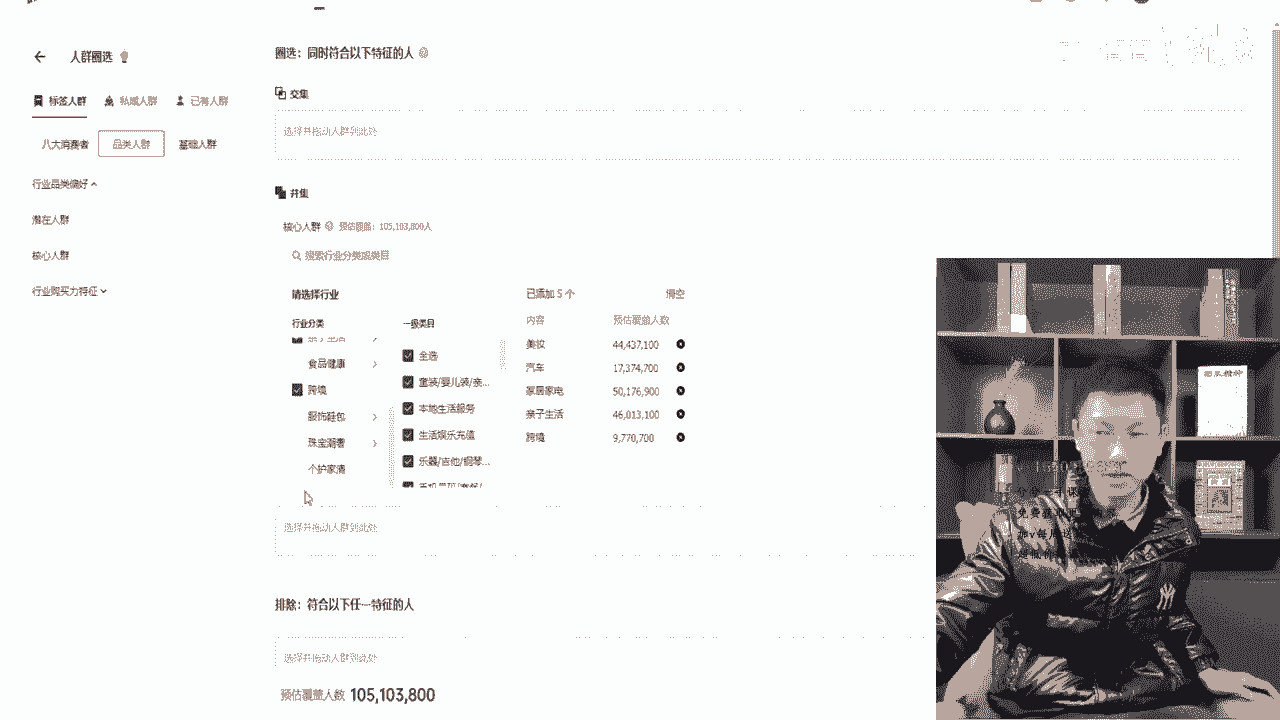 人群圈选
标签人群 私域人群 已有人群
八大消费者 品类人群 基础人群
行业品类偏好
潜在人群
核心人群
行业购买力特征
圈选：同时符合以下特征的人
交集
选择并拖动人群到此处
并集
核心人群 预估覆盖：105,103,800人
搜索行业分类或类目
请选择行业
行业分类 一级类目
亲子生活
全选
食品健康
童装/婴儿装/亲...
跨境
本地生活服务
服饰鞋包
生活娱乐充值
珠宝潮奢
乐器/吉他/钢琴...
个护家清
已添加 5 个 清空
内容 预估覆盖人数
美妆 44,437,100
汽车 17,374,700
家居家电 50,176,900
亲子生活 46,013,100
跨境 9,770,700
选择并拖动人群到此处
排除：符合以下任一特征的人
选择并拖动人群到此处
预估覆盖人数 105,103,800